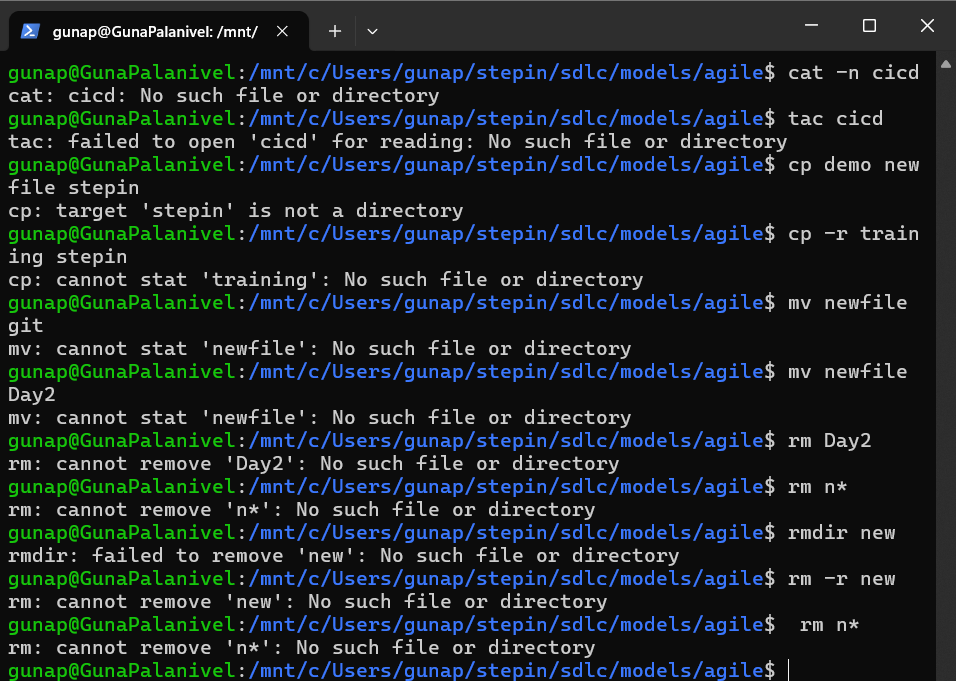 gunap@GunaPalanivel: /mnt/
gunap@GunaPalanivel:/mnt/c/Users/gunap/stepin/sdlc/models/agile$ cat -n cicd
cat: cicd: No such file or directory
gunap@GunaPalanivel:/mnt/c/Users/gunap/stepin/sdlc/models/agile$ tac cicd
tac: failed to open 'cicd' for reading: No such file or directory
gunap@GunaPalanivel:/mnt/c/Users/gunap/stepin/sdlc/models/agile$ cp demo new
file stepin
cp: target 'stepin' is not a directory
gunap@GunaPalanivel:/mnt/c/Users/gunap/stepin/sdlc/models/agile$ cp -r train
ing stepin
cp: cannot stat 'training': No such file or directory
gunap@GunaPalanivel:/mnt/c/Users/gunap/stepin/sdlc/models/agile$ mv newfile
git
mv: cannot stat 'newfile': No such file or directory
gunap@GunaPalanivel:/mnt/c/Users/gunap/stepin/sdlc/models/agile$ mv newfile
Day2
mv: cannot stat 'newfile': No such file or directory
gunap@GunaPalanivel:/mnt/c/Users/gunap/stepin/sdlc/models/agile$ rm Day2
rm: cannot remove 'Day2': No such file or directory
gunap@GunaPalanivel:/mnt/c/Users/gunap/stepin/sdlc/models/agile$ rm n*
rm: cannot remove 'n*': No such file or directory
gunap@GunaPalanivel:/mnt/c/Users/gunap/stepin/sdlc/models/agile$ rmdir new
rmdir: failed to remove 'new': No such file or directory
gunap@GunaPalanivel:/mnt/c/Users/gunap/stepin/sdlc/models/agile$ rm -r new
rm: cannot remove 'new': No such file or directory
gunap@GunaPalanivel:/mnt/c/Users/gunap/stepin/sdlc/models/agile$  rm n*
rm: cannot remove 'n*': No such file or directory
gunap@GunaPalanivel:/mnt/c/Users/gunap/stepin/sdlc/models/agile$